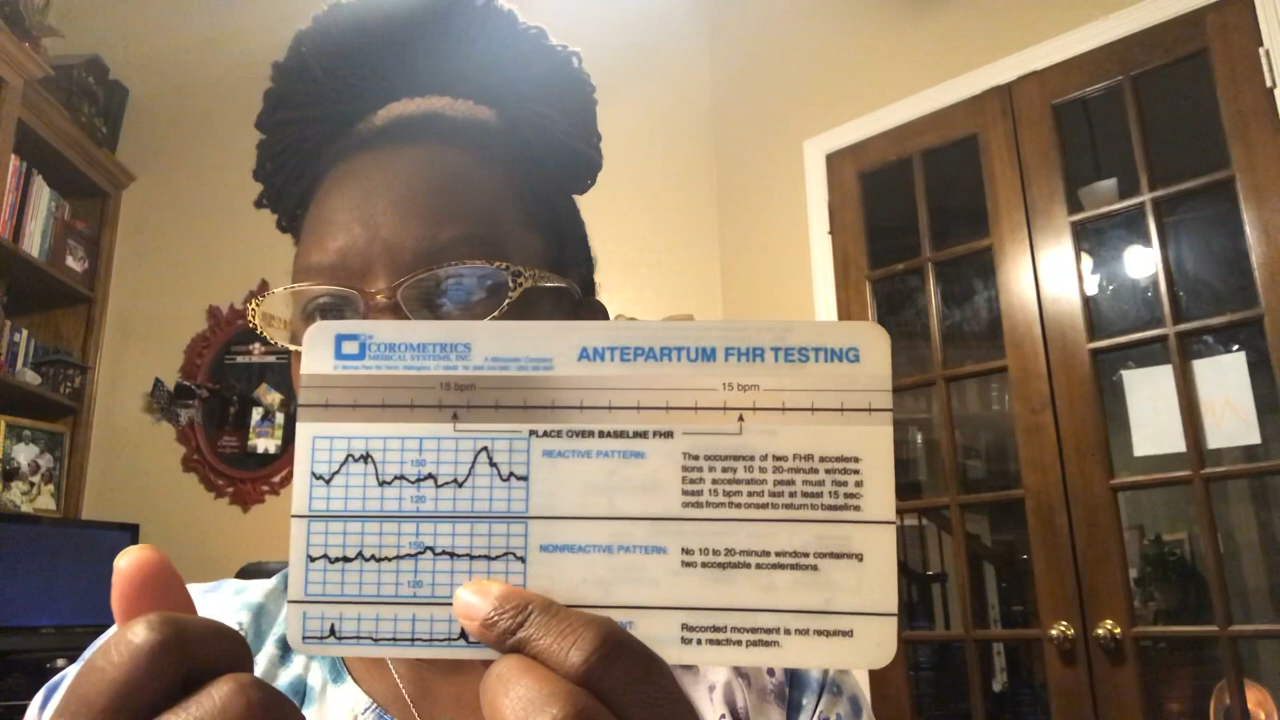 COROMETRICS
MEDICAL SYSTEMS, INC.
ANTEPARTUM FHR TESTING
15 bpm 15 bpm
PLACE OVER BASELINE FHR
REACTIVE PATTERN:
The occurrence of two FHR accelera-
tions in any 10 to 20-minute window.
Each acceleration peak must rise at
least 15 bpm and last at least 15 sec-
onds from the onset to return to baseline.
150
120
NONREACTIVE PATTERN:
No 10 to 20-minute window containing
two acceptable accelerations.
150
120
Recorded movement is not required
for a reactive pattern.